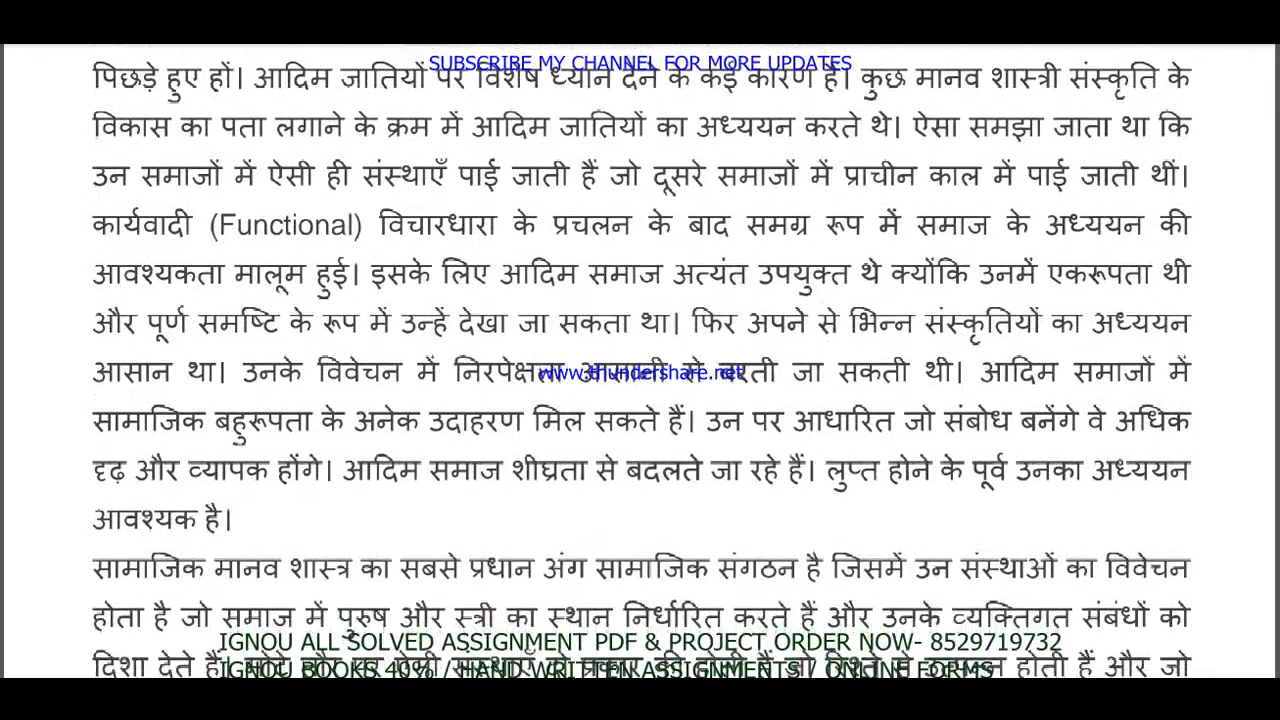 SUBSCRIBE MY CHANNEL FOR MORE UPDATES
पिछड़े हुए हों। आदिम जातियों पर विशेष ध्यान देने के कई कारण हैं। कुछ मानव शास्त्री संस्कृति के
विकास का पता लगाने के क्रम में आदिम जातियों का अध्ययन करते थे। ऐसा समझा जाता था कि
उन समाजों में ऐसी ही संस्थाएँ पाई जाती हैं जो दूसरे समाजों में प्राचीन काल में पाई जाती थीं।
कार्यवादी (Functional) विचारधारा के प्रचलन के बाद समग्र रूप में समाज के अध्ययन की
आवश्यकता मालूम हुई। इसके लिए आदिम समाज अत्यंत उपयुक्त थे क्योंकि उनमें एकरूपता थी
और पूर्ण समष्टि के रूप में उन्हें देखा जा सकता था। फिर अपने से भिन्न संस्कृतियों का अध्ययन
आसान था। उनके विवेचन में निरपेक्षता आसानी से बरती जा सकती थी। आदिम समाजों में
www.thundershare.net
सामाजिक बहुरूपता के अनेक उदाहरण मिल सकते हैं। उन पर आधारित जो संबोध बनेंगे वे अधिक
दृढ़ और व्यापक होंगे। आदिम समाज शीघ्रता से बदलते जा रहे हैं। लुप्त होने के पूर्व उनका अध्ययन
आवश्यक है।
सामाजिक मानव शास्त्र का सबसे प्रधान अंग सामाजिक संगठन है जिसमें उन संस्थाओं का विवेचन
होता है जो समाज में पुरुष और स्त्री का स्थान निर्धारित करते हैं और उनके व्यक्तिगत संबंधों को
IGNOU ALL SOLVED ASSIGNMENT PDF & PROJECT ORDER NOW- 8529719732
दिशा देते हैं। उत्पन्न होती हैं और जो
IGNOU BOOKS 40% / HAND WRITTEN ASSIGNMENTS / ONLINE FORMS